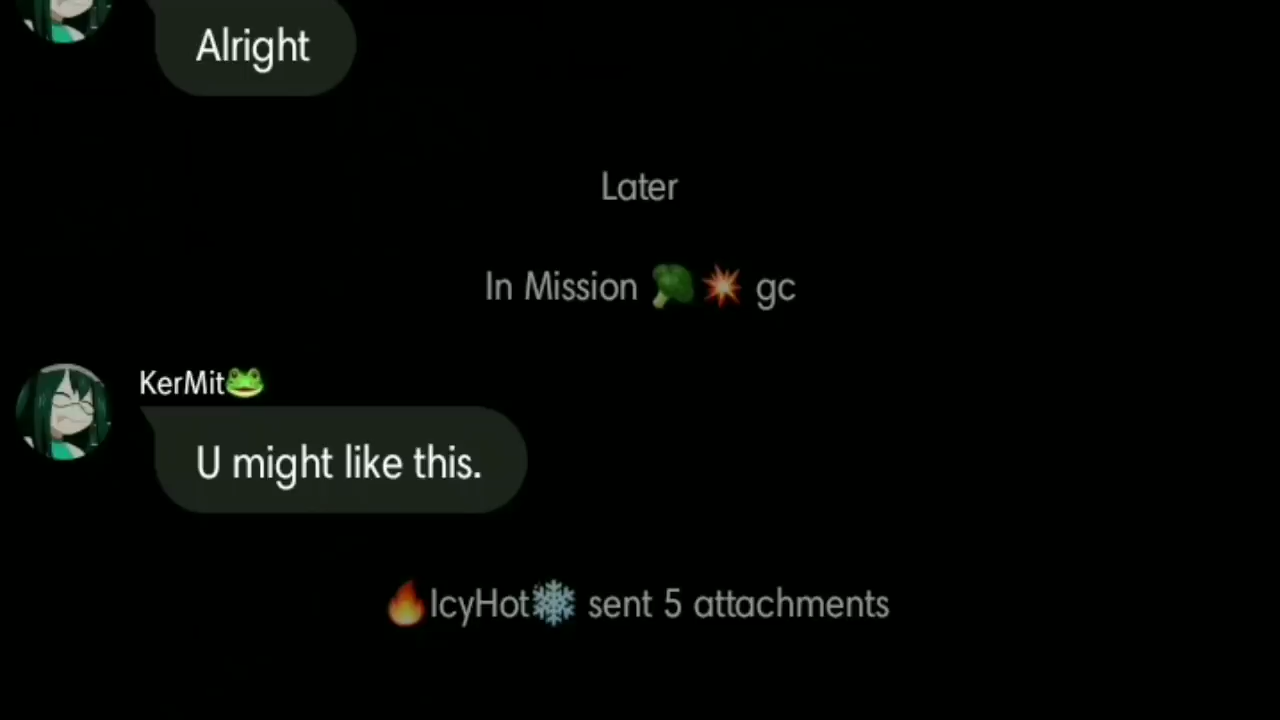 Alright
Later
In Mission 🥦💥 gc
KerMit🐸
U might like this.
🔥IcyHot❄️ sent 5 attachments